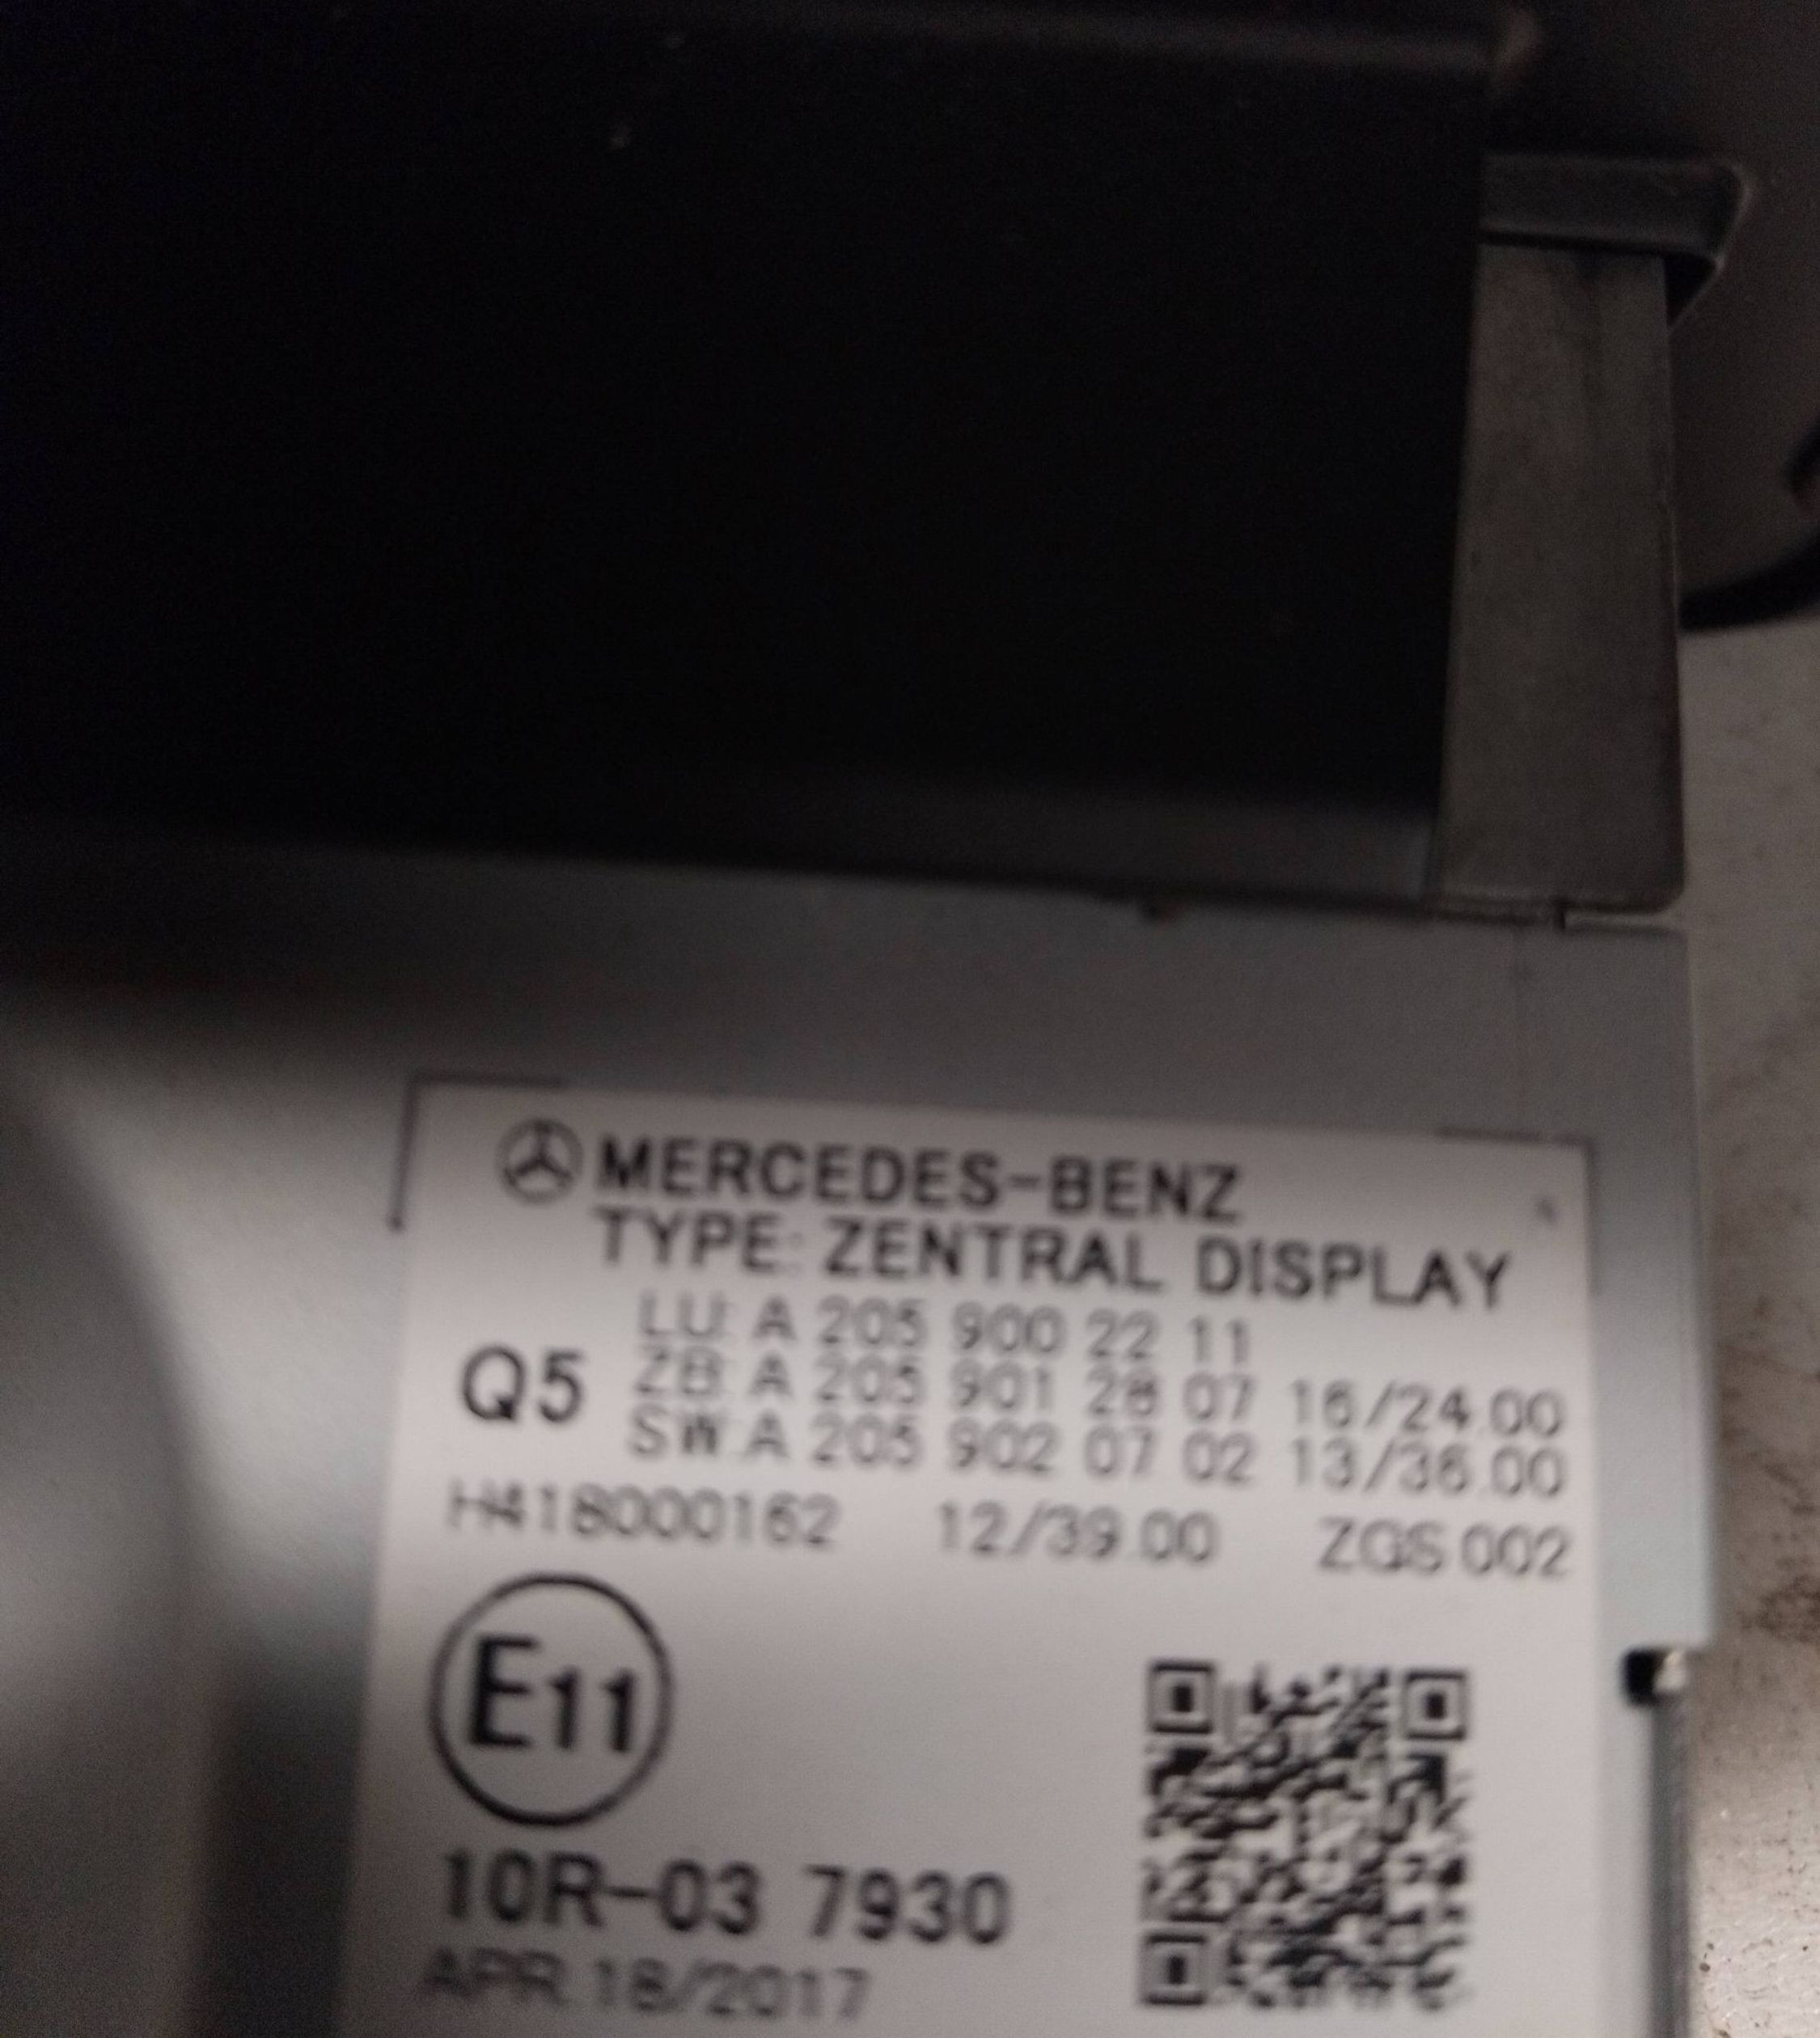 MERCEDES-BENZ
TYPE: ZENTRAL DISPLAY
LU: A 205 900 22 11
Q5 ZB: A 205 901 28 07 16/24.00
SW: A 205 902 07 02 13/36.00
H418000162 12/39.00 ZGS 002
E11
10R-03 7930
APR.18/2017